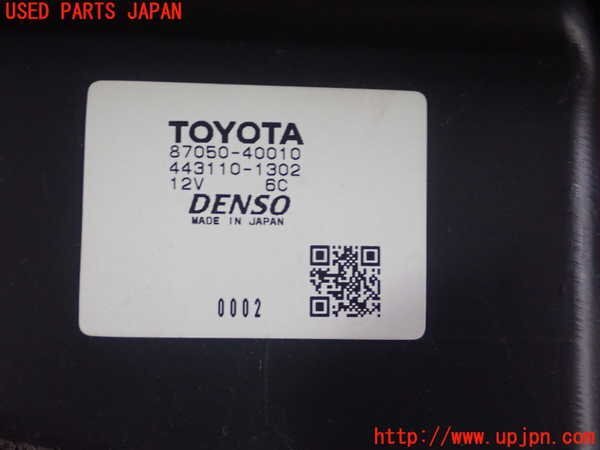 USED PARTS JAPAN
TOYOTA
87050-40010
443110-1302
12V 6C
DENSO
MADE IN JAPAN
0002
http://www.upjpn.com/